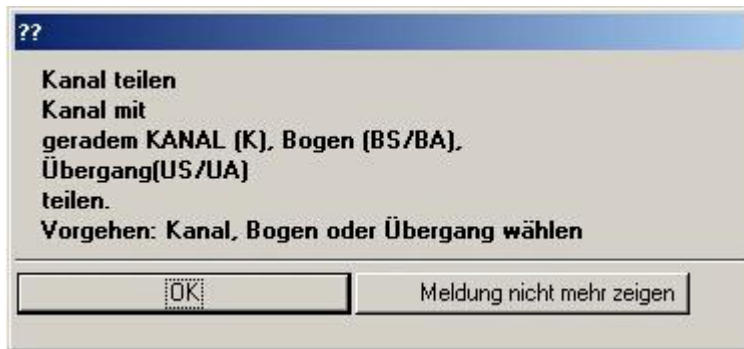 ??
Kanal teilen
Kanal mit
geradem KANAL (K), Bogen (BS/BA),
Übergang(US/UA)
teilen.
Vorgehen: Kanal, Bogen oder Übergang wählen
OK
Meldung nicht mehr zeigen